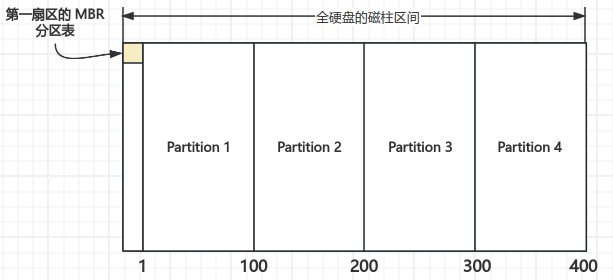 第一扇区的 MBR
分区表
全硬盘的磁柱区间
Partition 1
Partition 2
Partition 3
Partition 4
1
100
200
300
400